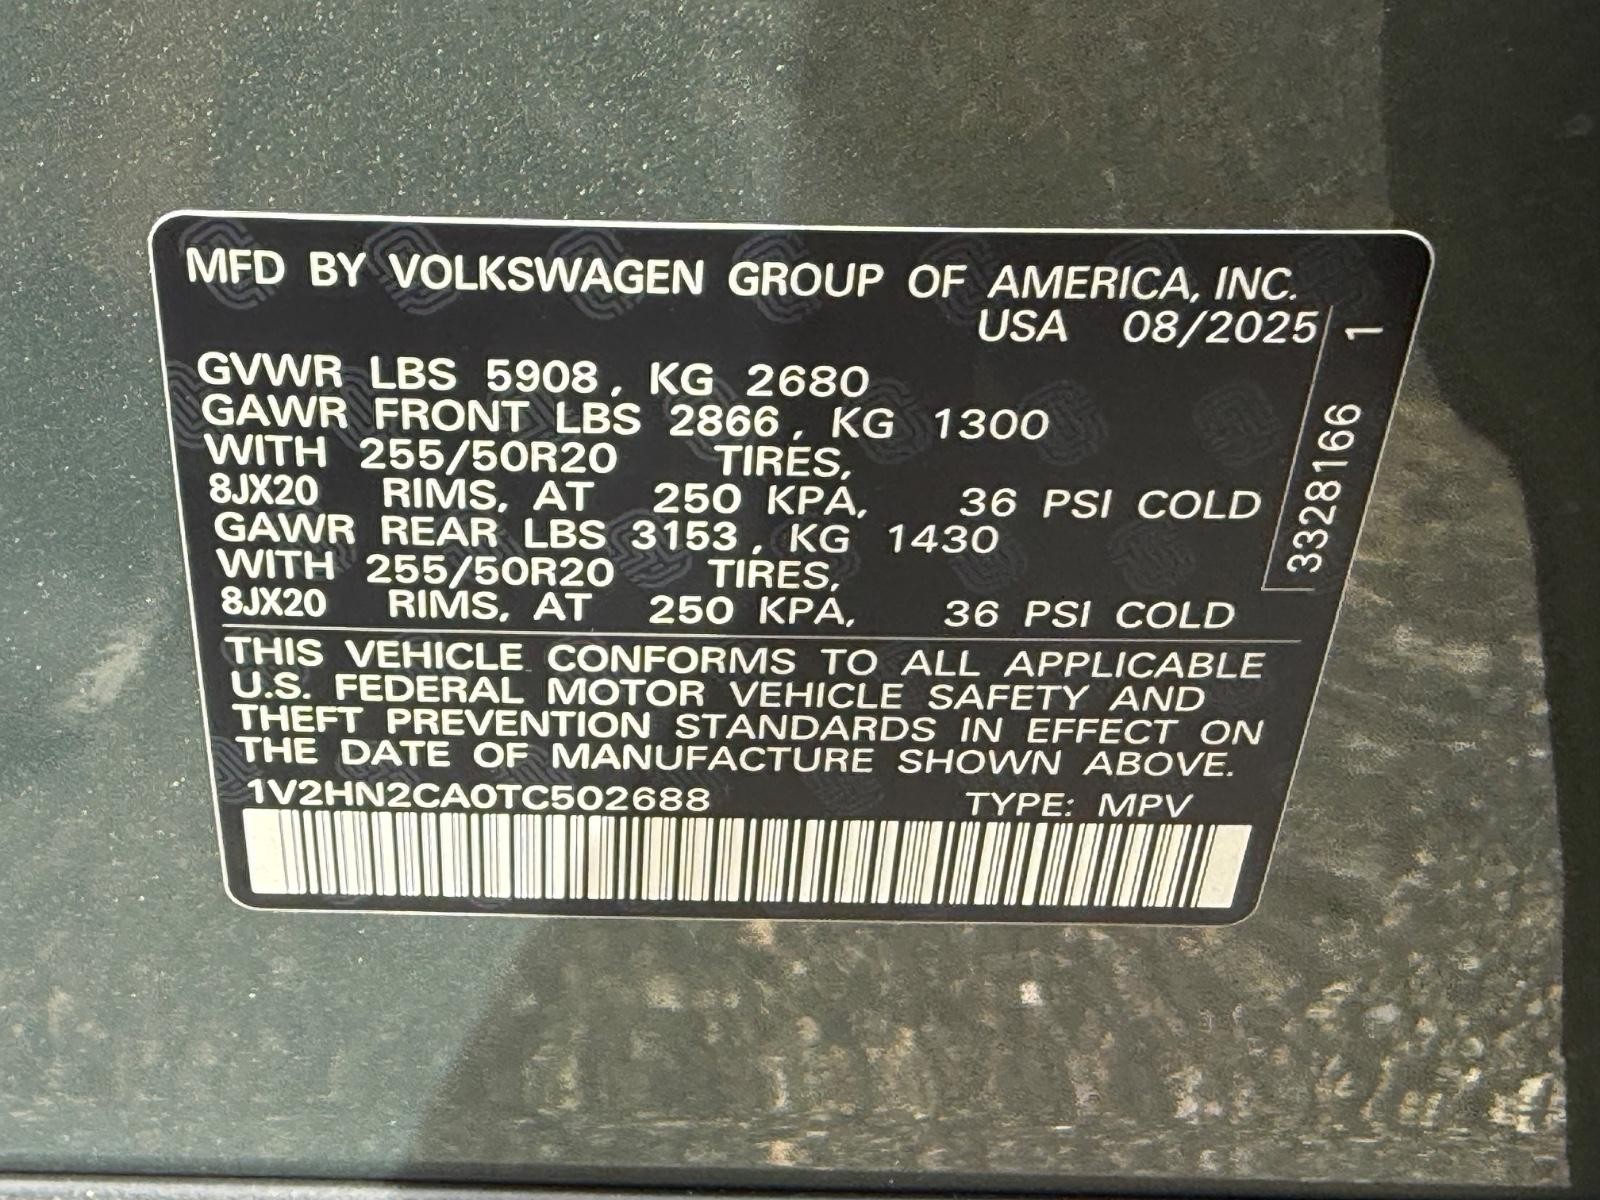 MFD BY VOLKSWAGEN GROUP OF AMERICA, INC.
USA 08/2025
GVWR LBS 5908, KG 2680
GAWR FRONT LBS 2866, KG 1300
WITH 255/50R20 TIRES,
8JX20 RIMS, AT 250 KPA, 36 PSI COLD
GAWR REAR LBS 3153, KG 1430
WITH 255/50R20 TIRES,
8JX20 RIMS, AT 250 KPA, 36 PSI COLD
THIS VEHICLE CONFORMS TO ALL APPLICABLE
U.S. FEDERAL MOTOR VEHICLE SAFETY AND
THEFT PREVENTION STANDARDS IN EFFECT ON
THE DATE OF MANUFACTURE SHOWN ABOVE.
1V2HN2CA0TC502688 TYPE: MPV
3328166 1